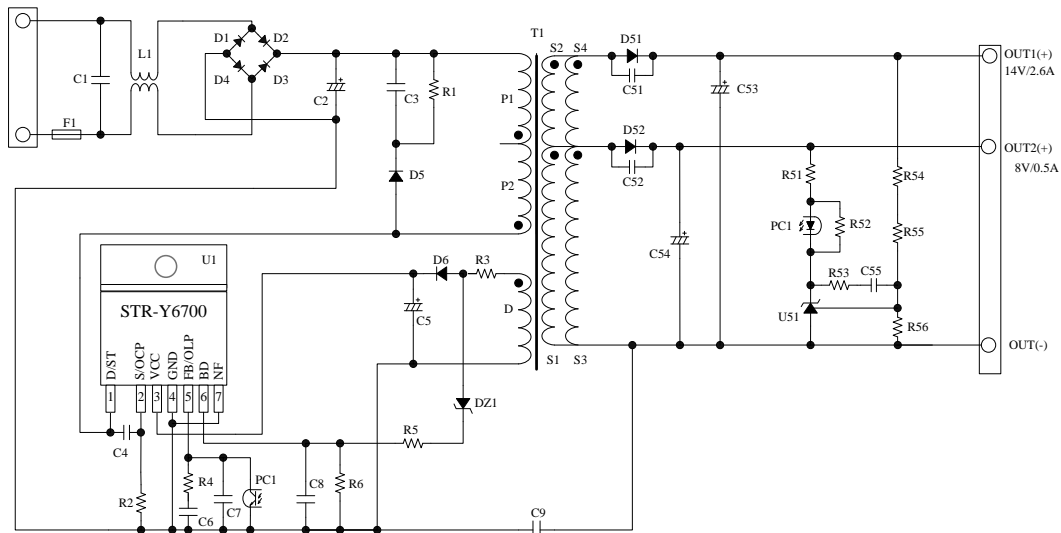 T1
D1
D2
D4
D3
L1
C1
F1
C2
C3
R1
P1
P2
D5
S2
S4
D51
C51
C53
OUT1(+)
14V/2.6A
D52
C52
OUT2(+)
8V/0.5A
R51
R54
PC1
R52
R55
C54
R53
C55
U51
R56
OUT(-)
S1
S3
U1
STR-Y6700
D/ST
S/OCP
VCC
GND
FB/OLP
BD
NF
1
2
3
4
5
6
7
D6
R3
C5
D
DZ1
R5
C4
R2
R4
C6
C7
PC1
C8
R6
C9